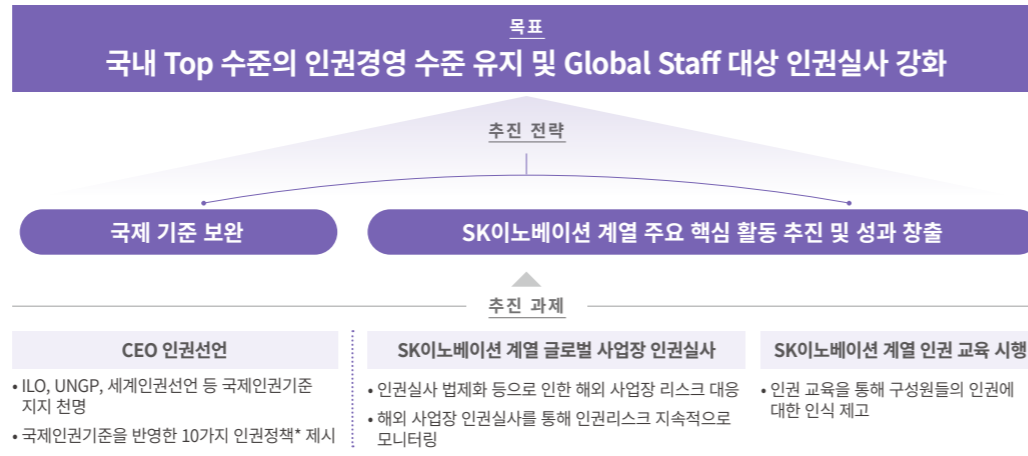 목표
국내 Top 수준의 인권경영 수준 유지 및 Global Staff 대상 인권실사 강화
추진 전략
국제 기준 보완
SK이노베이션 계열 주요 핵심 활동 추진 및 성과 창출
추진 과제
CEO 인권선언
• ILO, UNGP, 세계인권선언 등 국제인권기준
지지 천명
• 국제인권기준을 반영한 10가지 인권정책* 제시
SK이노베이션 계열 글로벌 사업장 인권실사
• 인권실사 법제화 등으로 인한 해외 사업장 리스크 대응
• 해외 사업장 인권실사를 통해 인권리스크 지속적으로
모니터링
SK이노베이션 계열 인권 교육 시행
• 인권 교육을 통해 구성원들의 인권에
대한 인식 제고